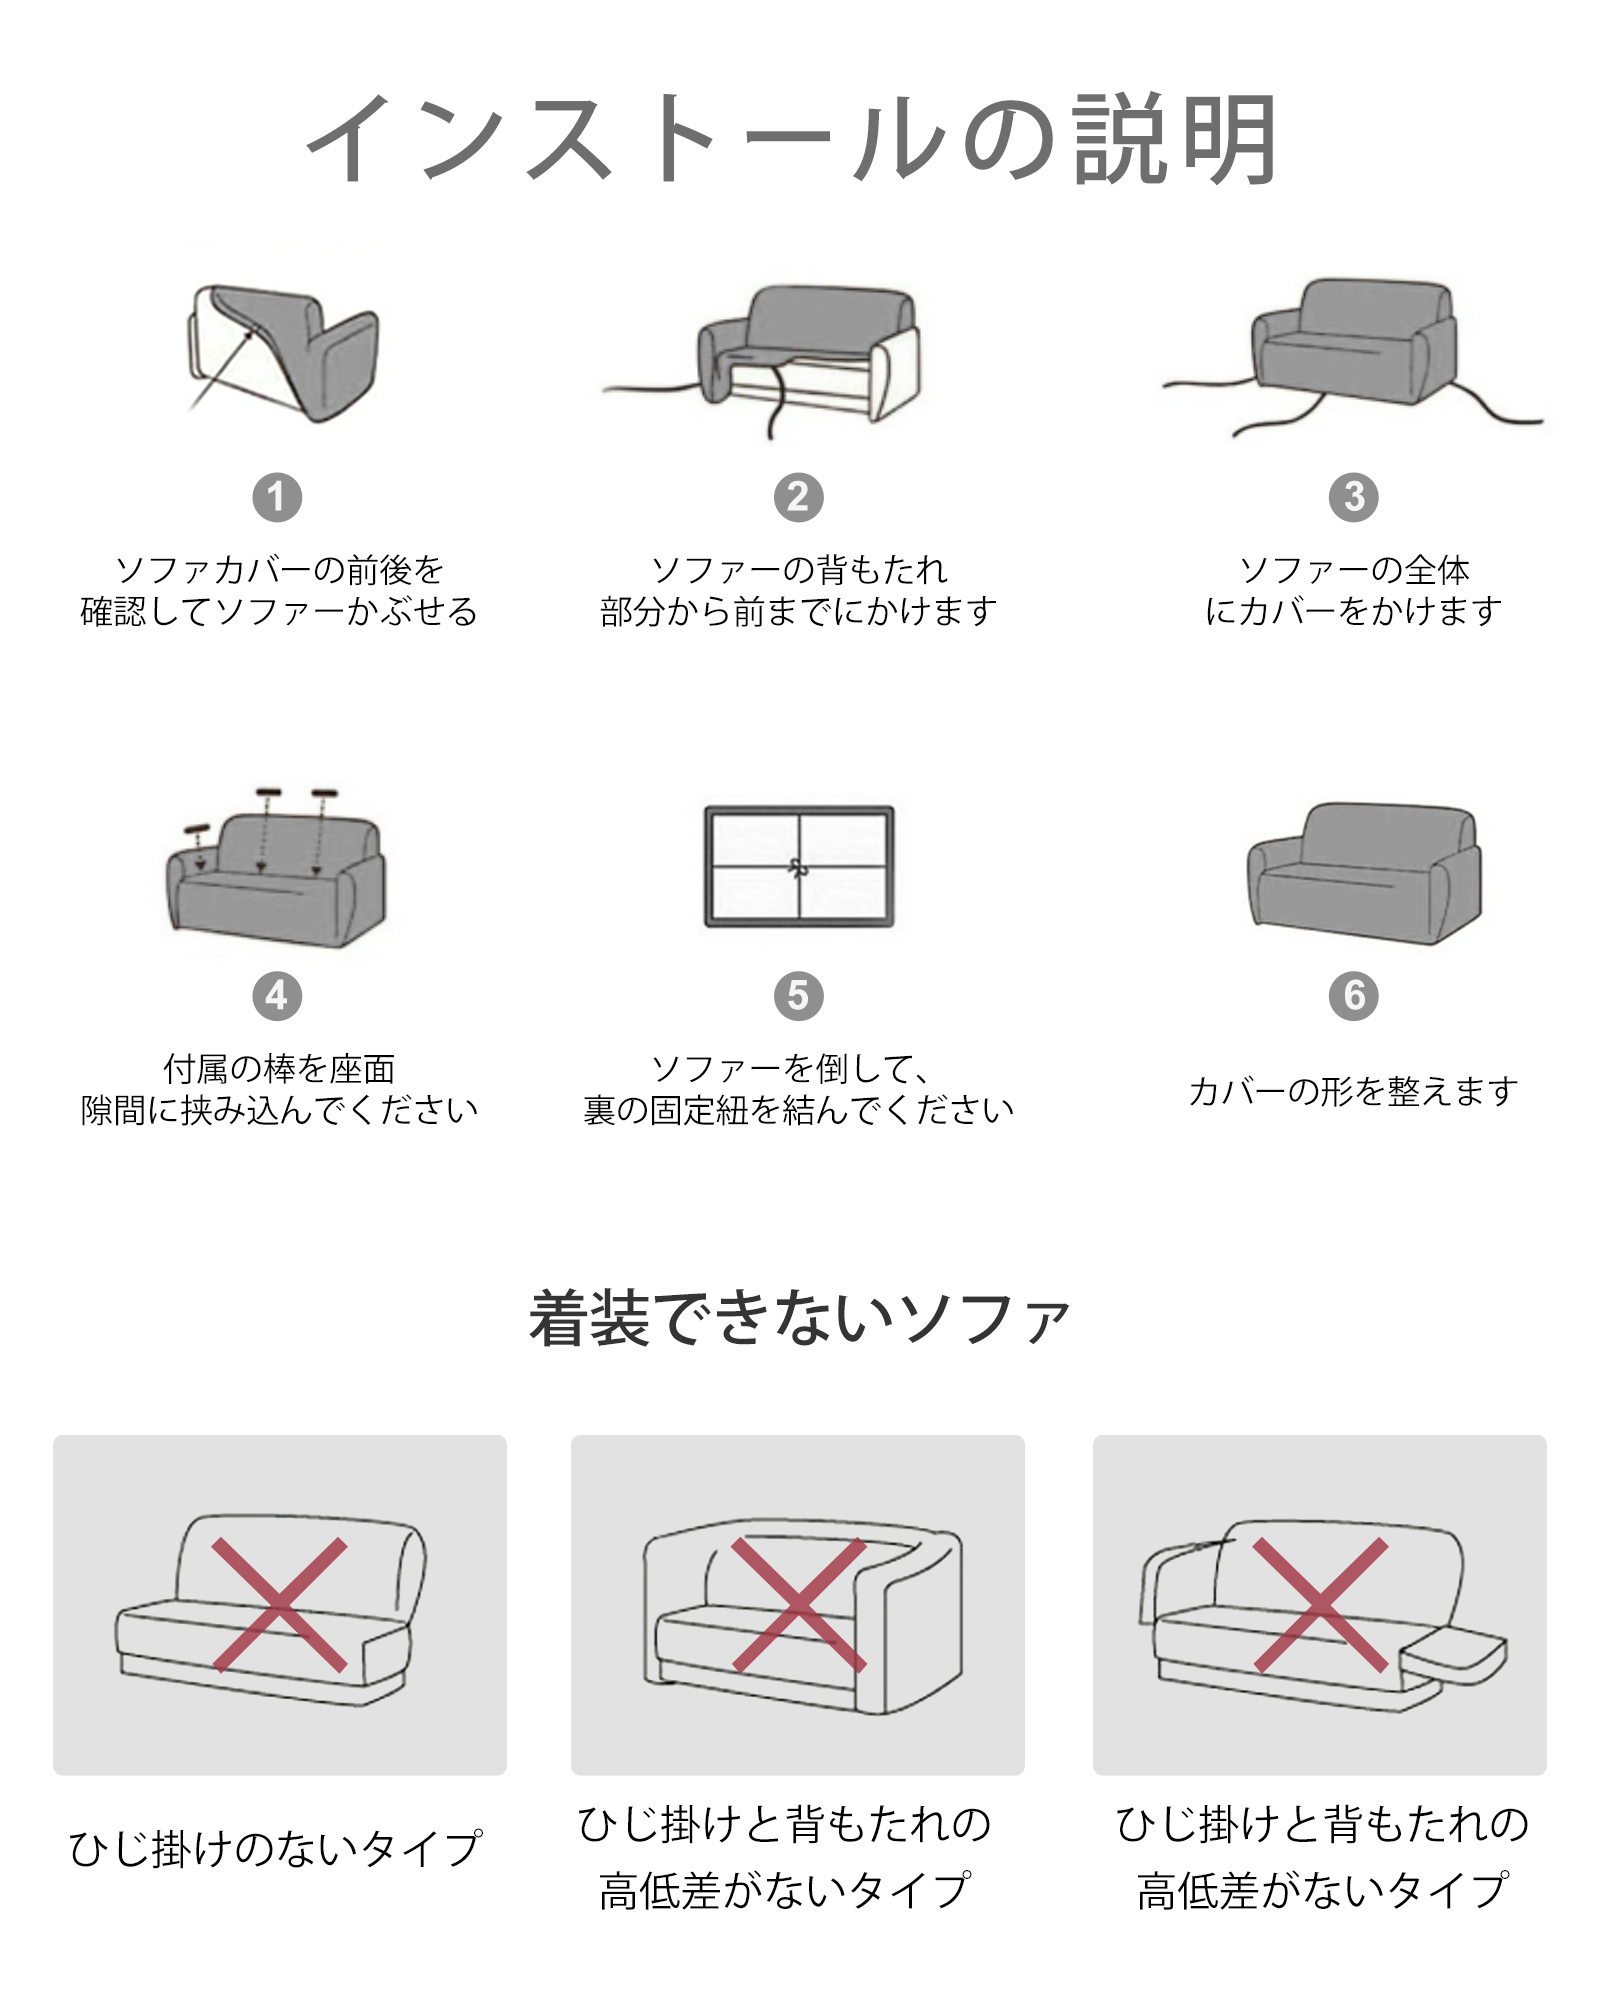 インストールの説明
1
ソファカバーの前後を
確認してソファーかぶせる
2
ソファーの背もたれ
部分から前までにかけます
3
ソファーの全体
にカバーをかけます
4
付属の棒を座面
隙間に挟み込んでください
5
ソファーを倒して、
裏の固定紐を結んでください
6
カバーの形を整えます
着装できないソファ
ひじ掛けのないタイプ
ひじ掛けと背もたれの
高低差がないタイプ
ひじ掛けと背もたれの
高低差がないタイプ